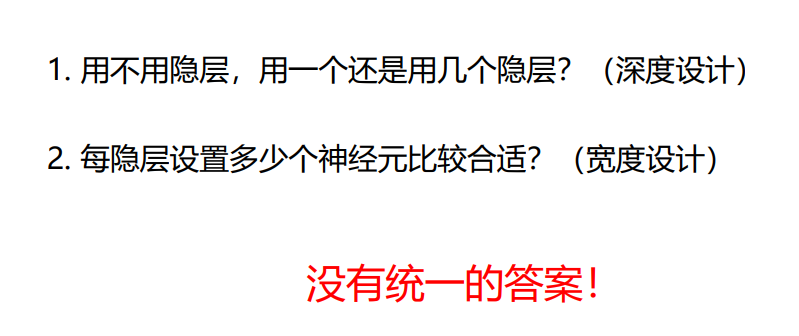 1. 用不用隐层，用一个还是用几个隐层？（深度设计）
2. 每隐层设置多少个神经元比较合适？（宽度设计）
没有统一的答案！